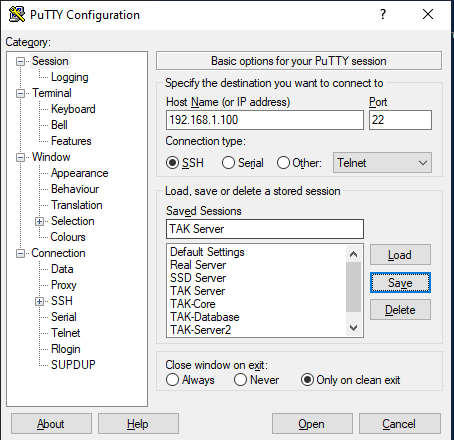 PuTTY Configuration
? ×
Category:
Session
Logging
Terminal
Keyboard
Bell
Features
Window
Appearance
Behaviour
Translation
Selection
Colours
Connection
Data
Proxy
SSH
Serial
Telnet
Rlogin
SUPDUP
Basic options for your PuTTY session
Specify the destination you want to connect to
Host Name (or IP address) Port
192.168.1.100 22
Connection type:
SSH Serial Other: Telnet
Load, save or delete a stored session
Saved Sessions
TAK Server
Default Settings
Real Server
SSD Server
TAK Server
TAK-Core
TAK-Database
TAK-Server2
Load
Save
Delete
Close window on exit:
Always Never Only on clean exit
About Help Open Cancel